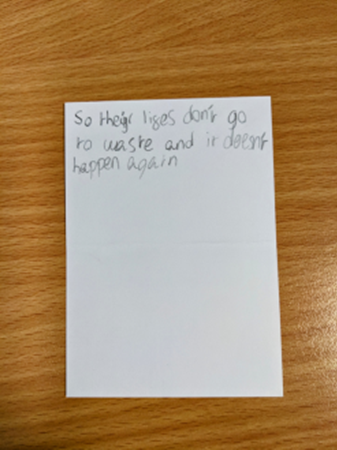 So their lives don't go
to waste and it doesn't
happen again